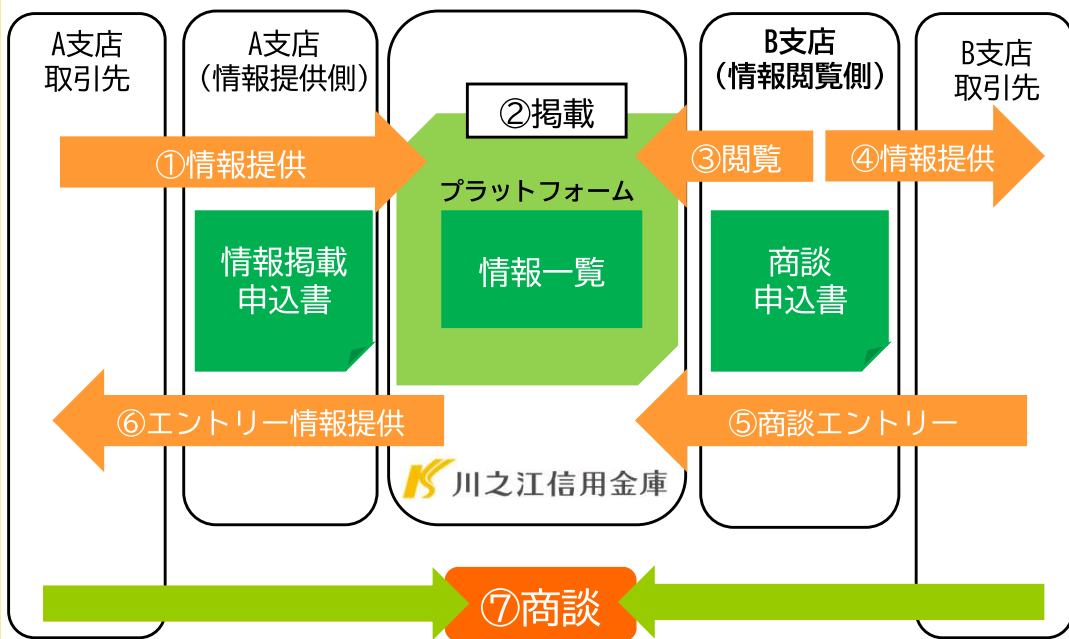 A支店
取引先
A支店
(情報提供側)
②掲載
B支店
(情報閲覧側)
B支店
取引先
①情報提供
③閲覧
④情報提供
プラットフォーム
情報掲載
申込書
情報一覧
商談
申込書
⑥エントリー情報提供
⑤商談エントリー
川之江信用金庫
⑦商談